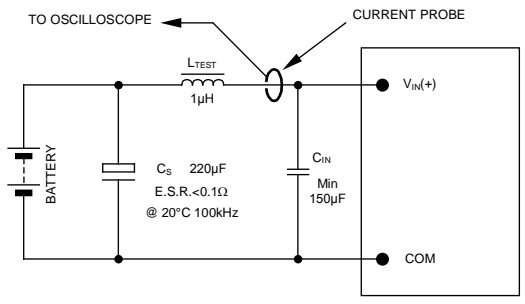 TO OSCILLOSCOPE
CURRENT PROBE
LTEST
1µH
VIN(+)
BATTERY
CS 220µF
E.S.R.<0.1Ω
@ 20°C 100kHz
CIN
Min
150µF
COM